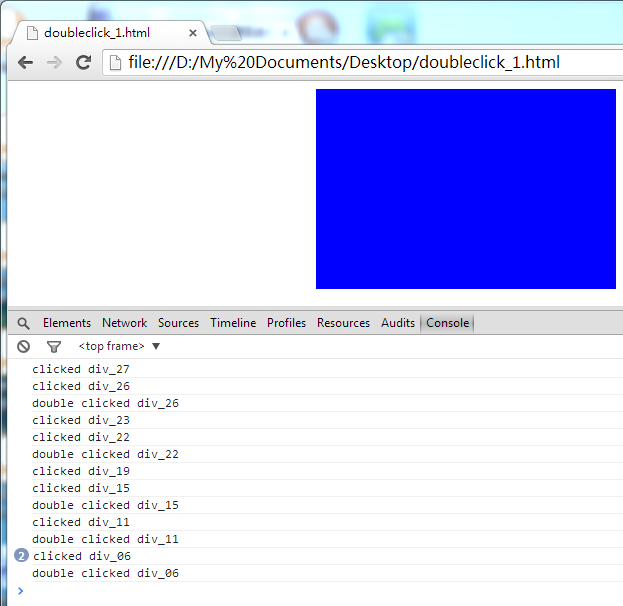 doubleclick_1.html
file:///D:/My%20Documents/Desktop/doubleclick_1.html
Elements Network Sources Timeline Profiles Resources Audits Console
<top frame> ▼
clicked div_27
clicked div_26
double clicked div_26
clicked div_23
clicked div_22
double clicked div_22
clicked div_19
clicked div_15
double clicked div_15
clicked div_11
double clicked div_11
2 clicked div_06
double clicked div_06
>